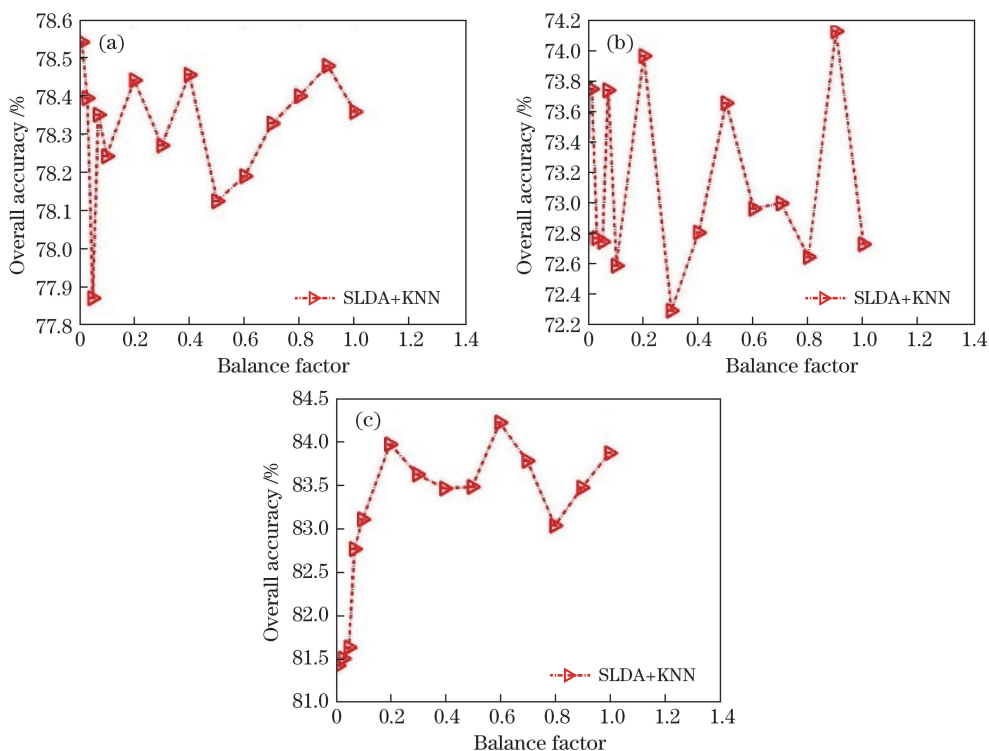 (a)
Overall accuracy /%
78.6
78.5
78.4
78.3
78.2
78.1
78.0
77.9
77.8
0 0.2 0.4 0.6 0.8 1.0 1.2 1.4
Balance factor
SLDA+KNN
(b)
Overall accuracy /%
74.2
74.0
73.8
73.6
73.4
73.2
73.0
72.8
72.6
72.4
72.2
0 0.2 0.4 0.6 0.8 1.0 1.2 1.4
Balance factor
SLDA+KNN
(c)
Overall accuracy /%
84.5
84.0
83.5
83.0
82.5
82.0
81.5
81.0
0 0.2 0.4 0.6 0.8 1.0 1.2 1.4
Balance factor
SLDA+KNN